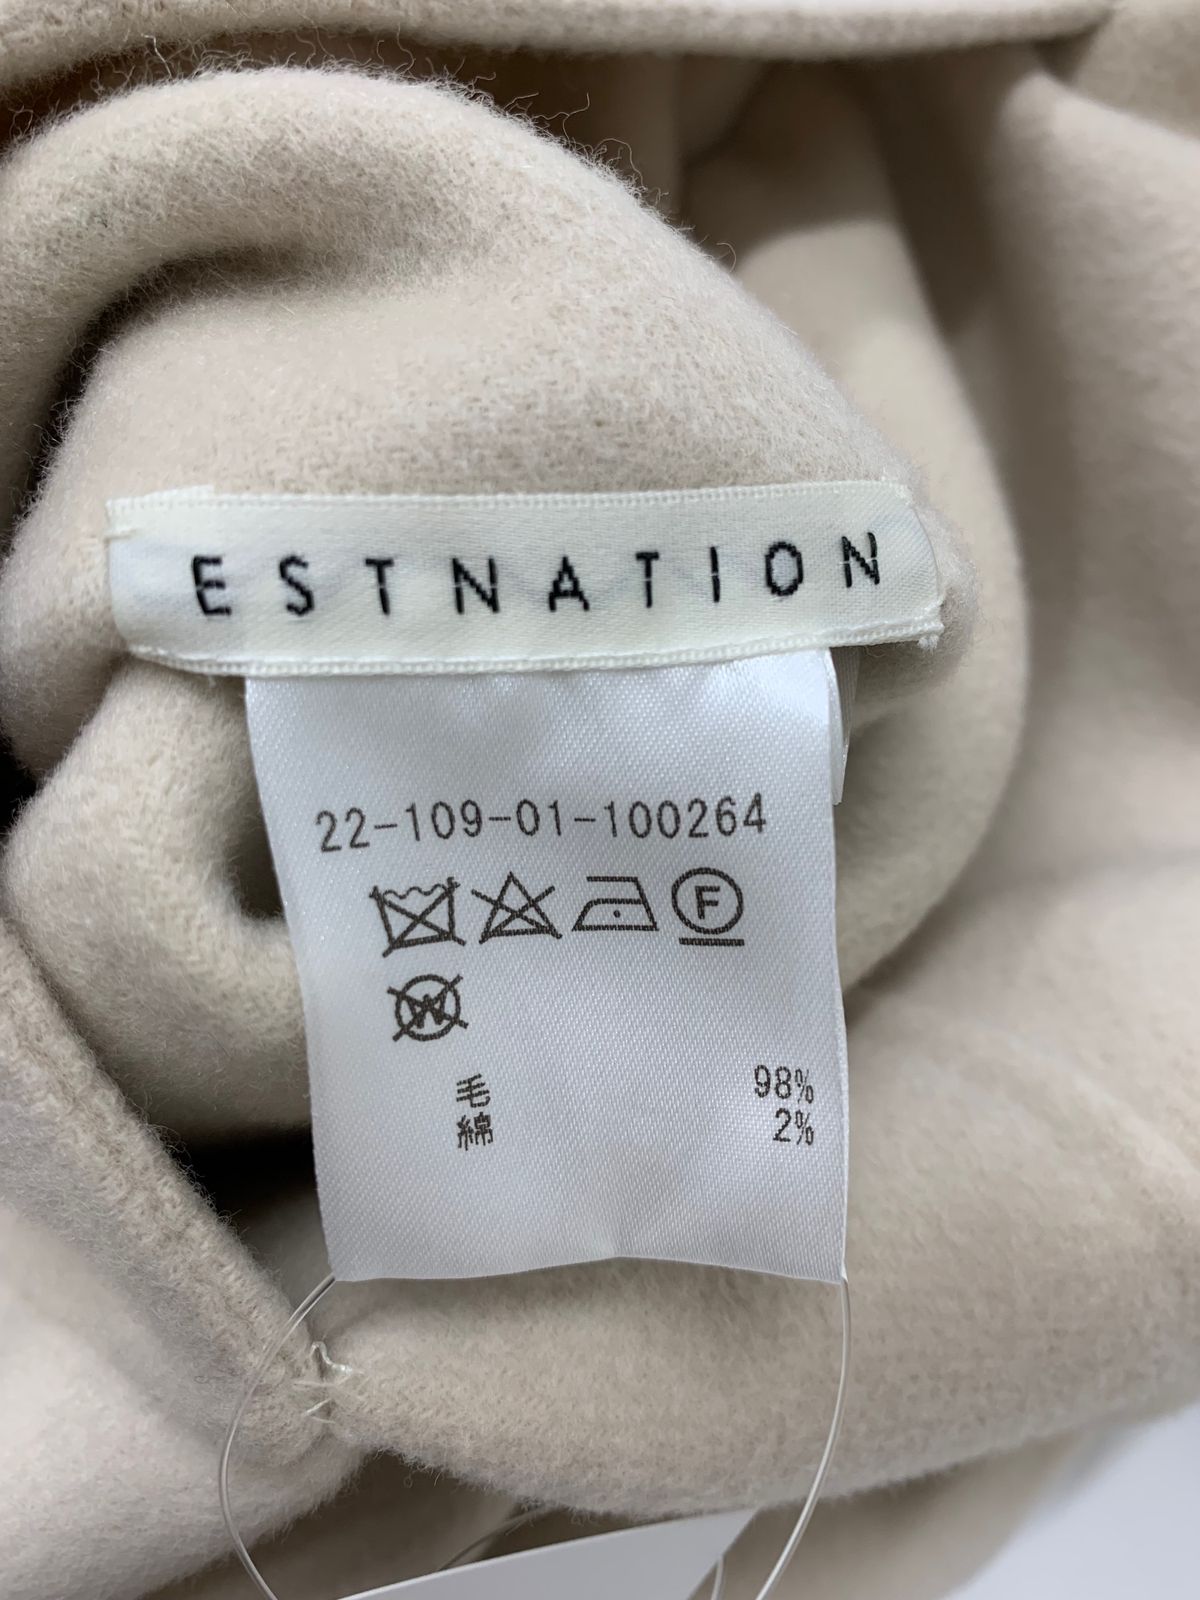 ESTNATION
22-109-01-100264
F
W
毛 98%
綿 2%